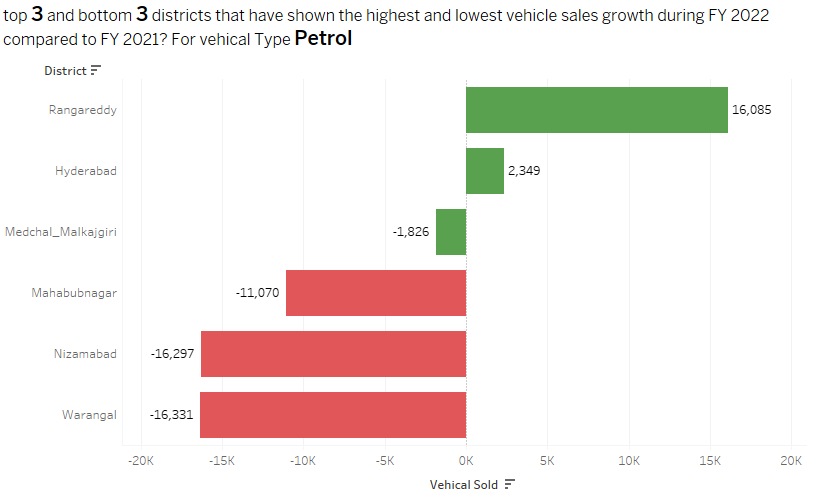 top 3 and bottom 3 districts that have shown the highest and lowest vehicle sales growth during FY 2022
compared to FY 2021? For vehical Type Petrol
District
Rangareddy 16,085
Hyderabad 2,349
Medchal_Malkajgiri -1,826
Mahabubnagar -11,070
Nizamabad -16,297
Warangal -16,331
-20K -15K -10K -5K 0K 5K 10K 15K 20K
Vehical Sold